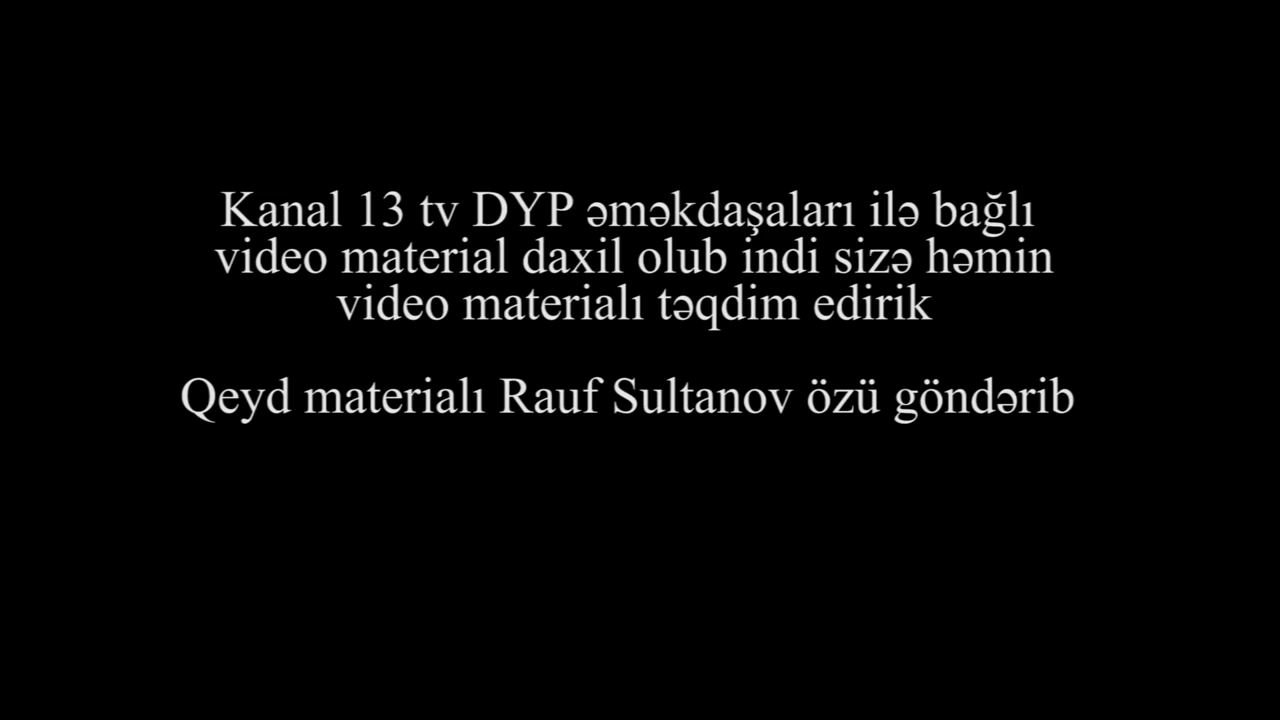 Kanal 13 tv DYP əməkdaşaları ilə bağlı
video material daxil olub indi sizə həmin
video materialı təqdim edirik
Qeyd materialı Rauf Sultanov özü göndərib